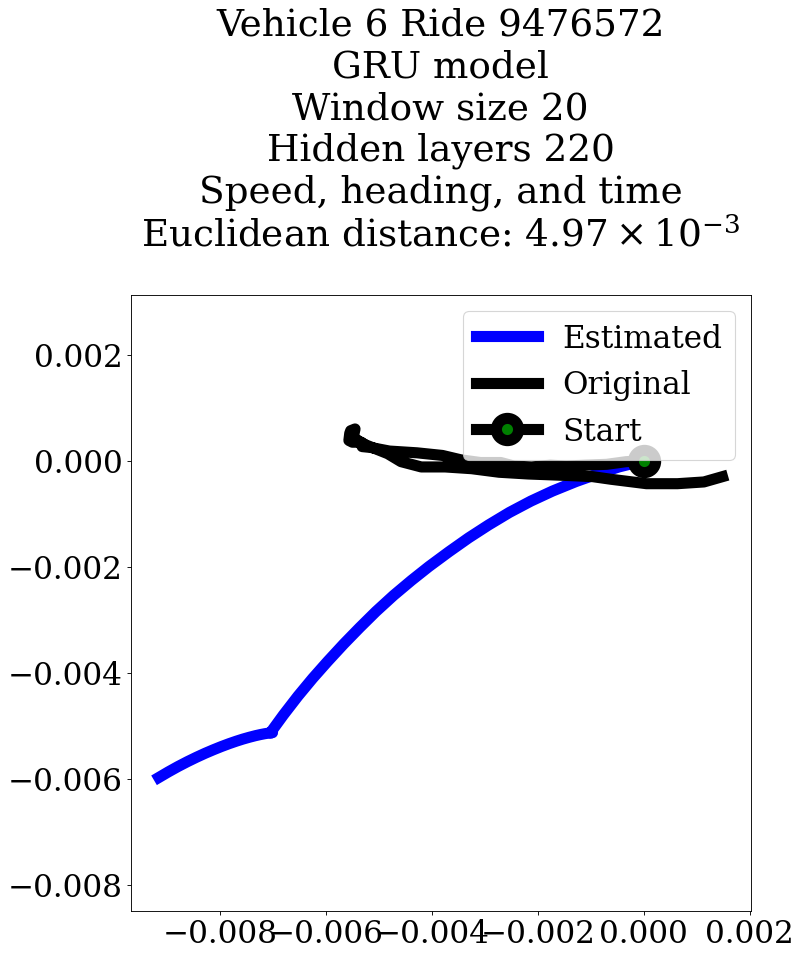 Vehicle 6 Ride 9476572
GRU model
Window size 20
Hidden layers 220
Speed, heading, and time
Euclidean distance: 4.97 × 10⁻³
Estimated
Original
Start
0.002
0.000
−0.002
−0.004
−0.006
−0.008
−0.008 −0.006 −0.004 −0.002 0.000 0.002